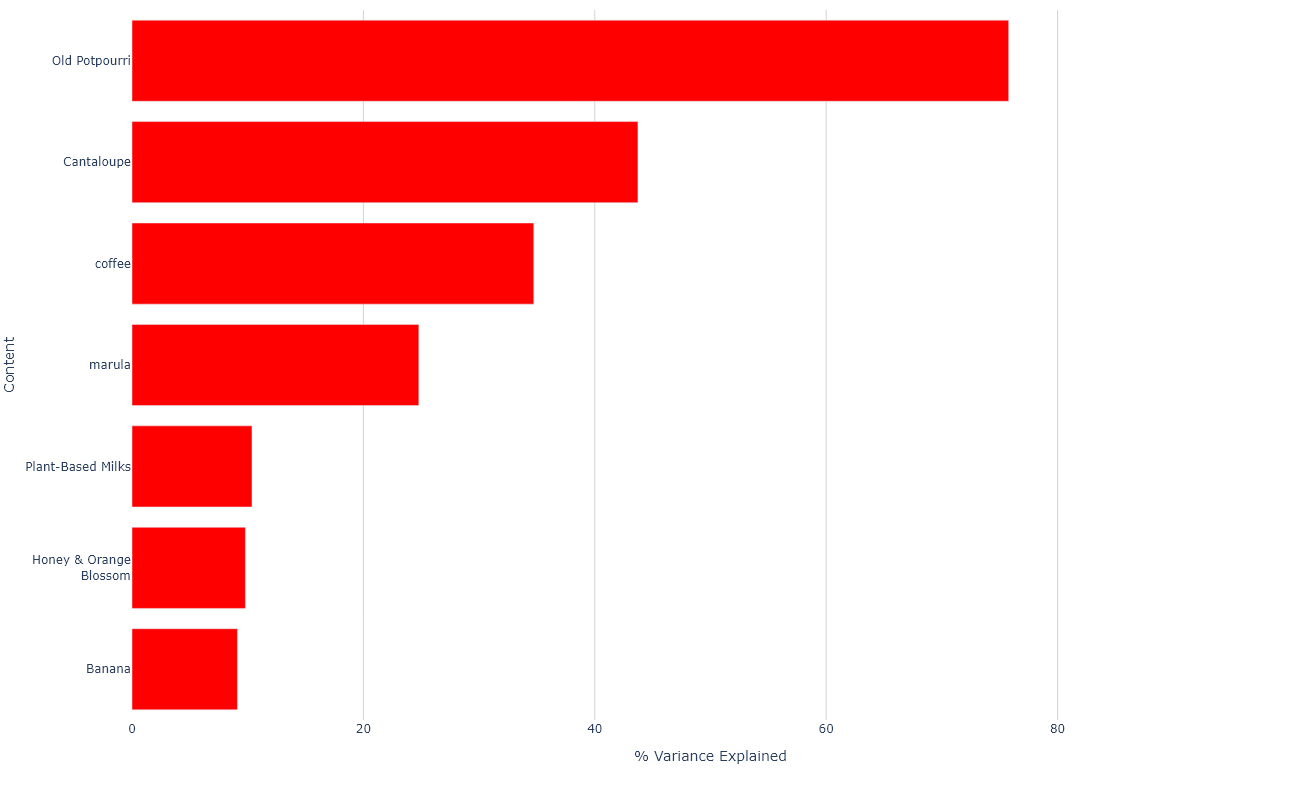 Old Potpourri
Cantaloupe
coffee
marula
Plant-Based Milks
Honey & Orange
Blossom
Banana
Content
0
20
40
60
80
% Variance Explained